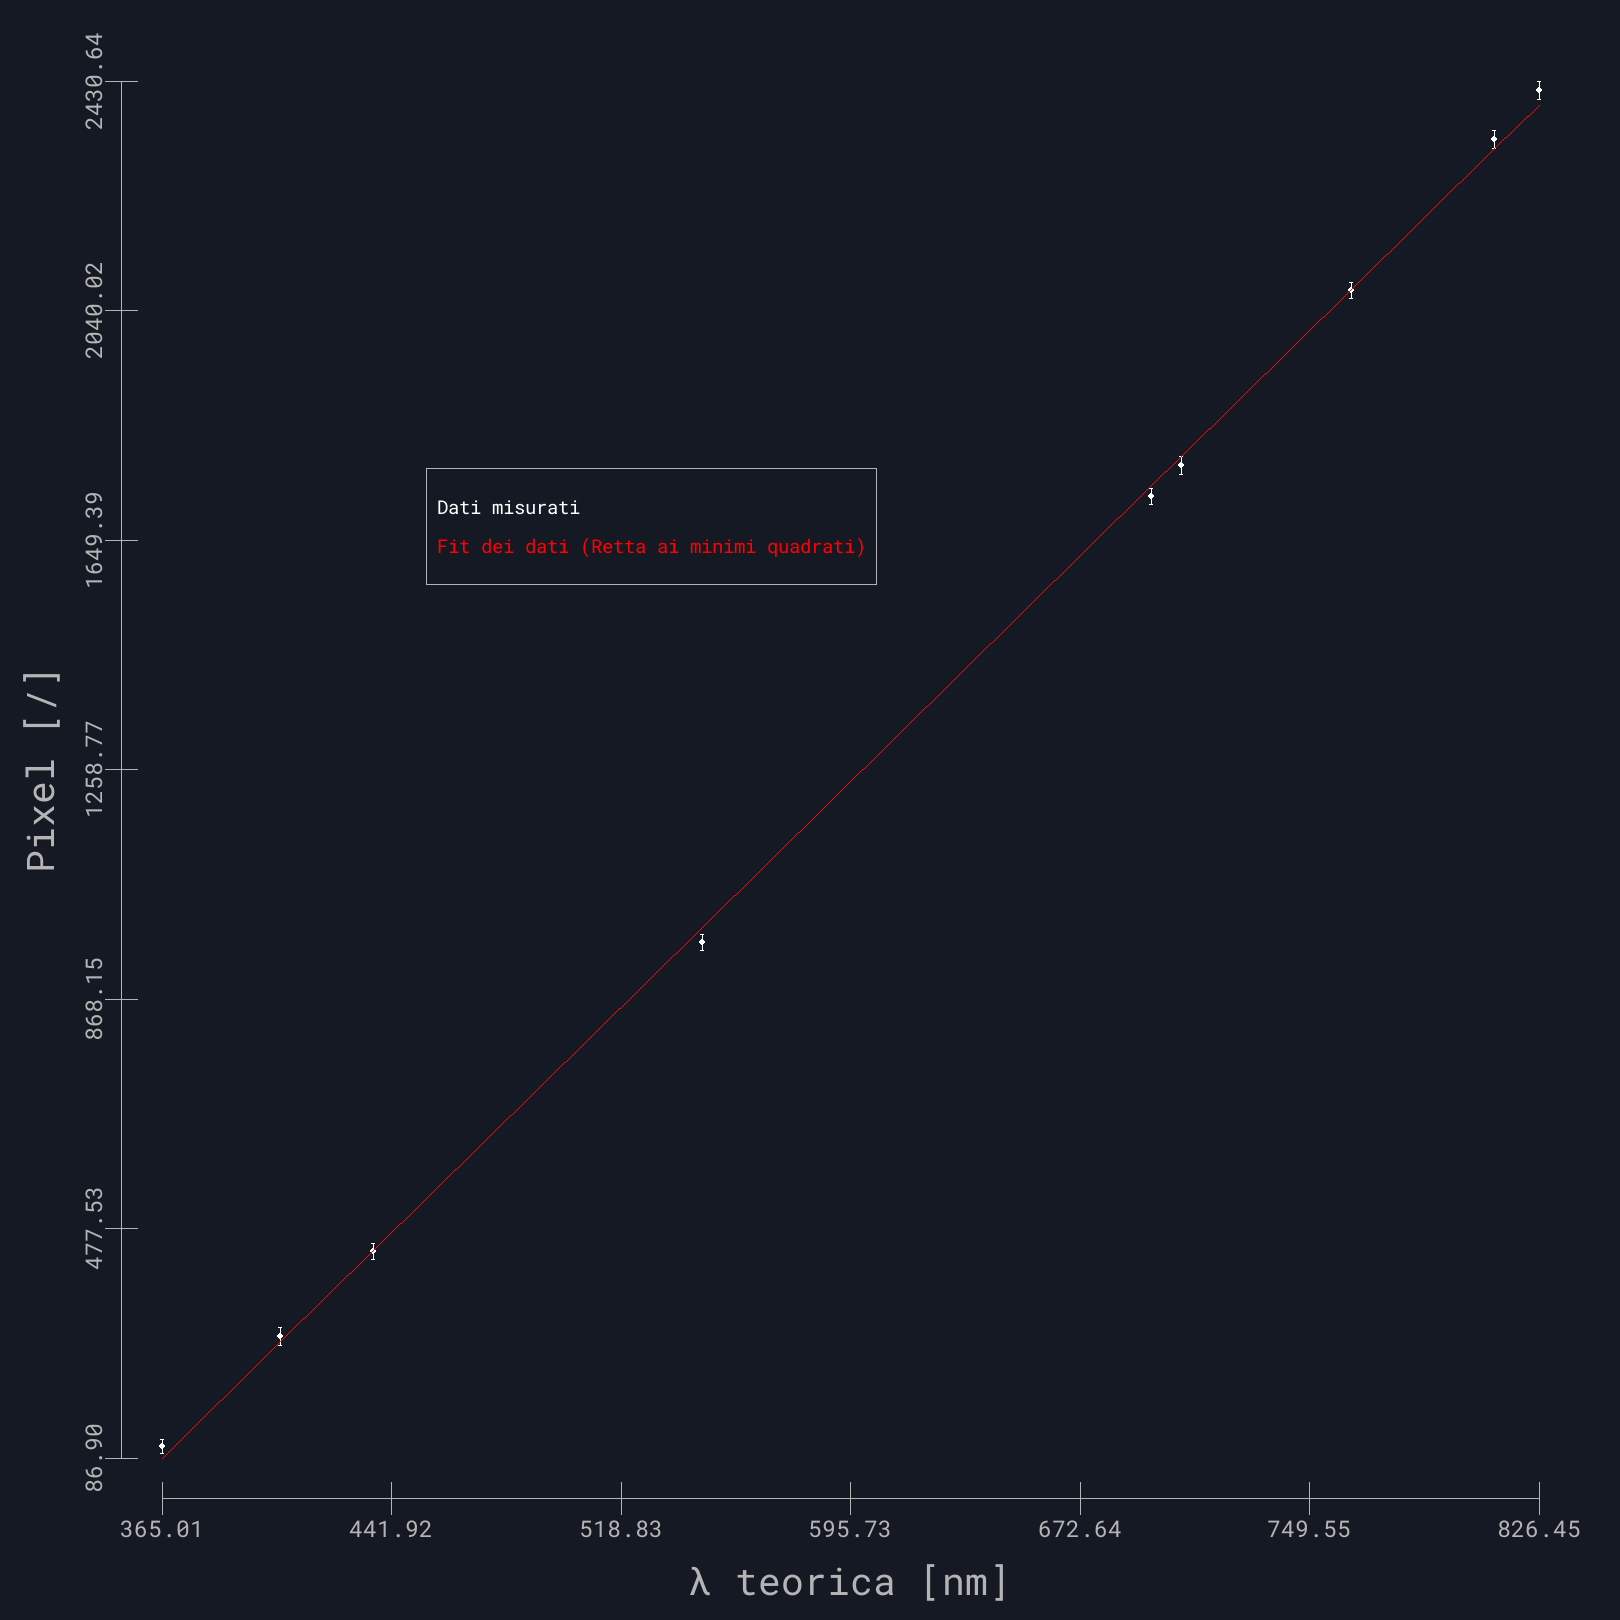 2430.64
2040.02
1649.39
1258.77
868.15
477.53
86.90
Pixel [/]
Dati misurati
Fit dei dati (Retta ai minimi quadrati)
365.01 441.92 518.83 595.73 672.64 749.55 826.45
λ teorica [nm]